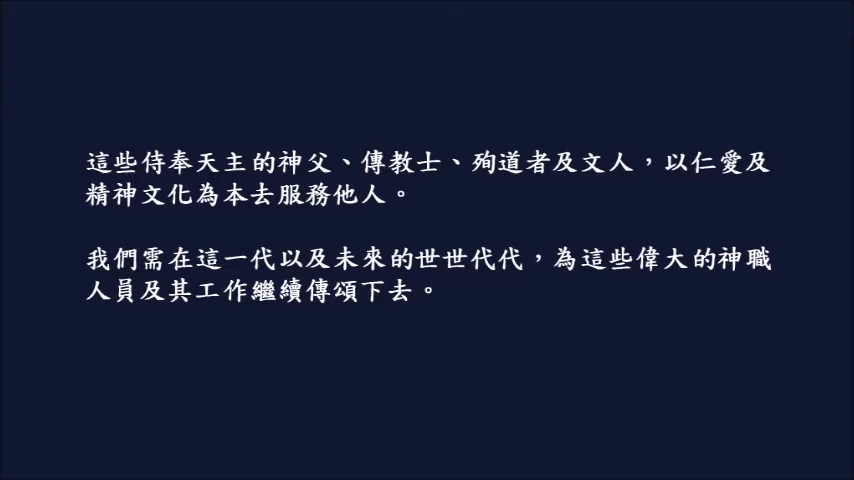 這些侍奉天主的神父、傳教士、殉道者及文人，以仁愛及
精神文化為本去服務他人。
我們需在這一代以及未來的世世代代，為這些偉大的神職
人員及其工作繼續傳頌下去。